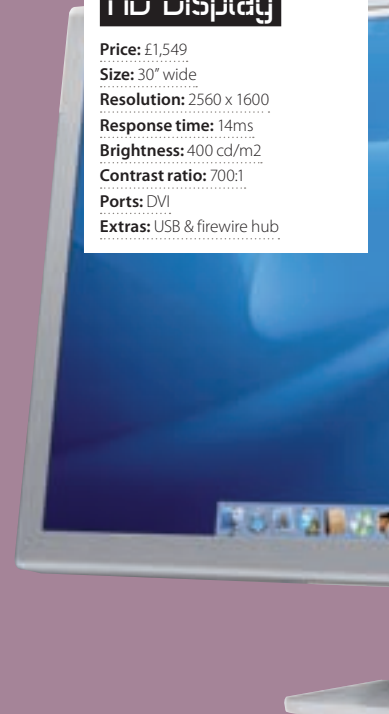 HD Display
Price: £1,549
Size: 30” wide
Resolution: 2560 x 1600
Response time: 14ms
Brightness: 400 cd/m2
Contrast ratio: 700:1
Ports: DVI
Extras: USB & firewire hub